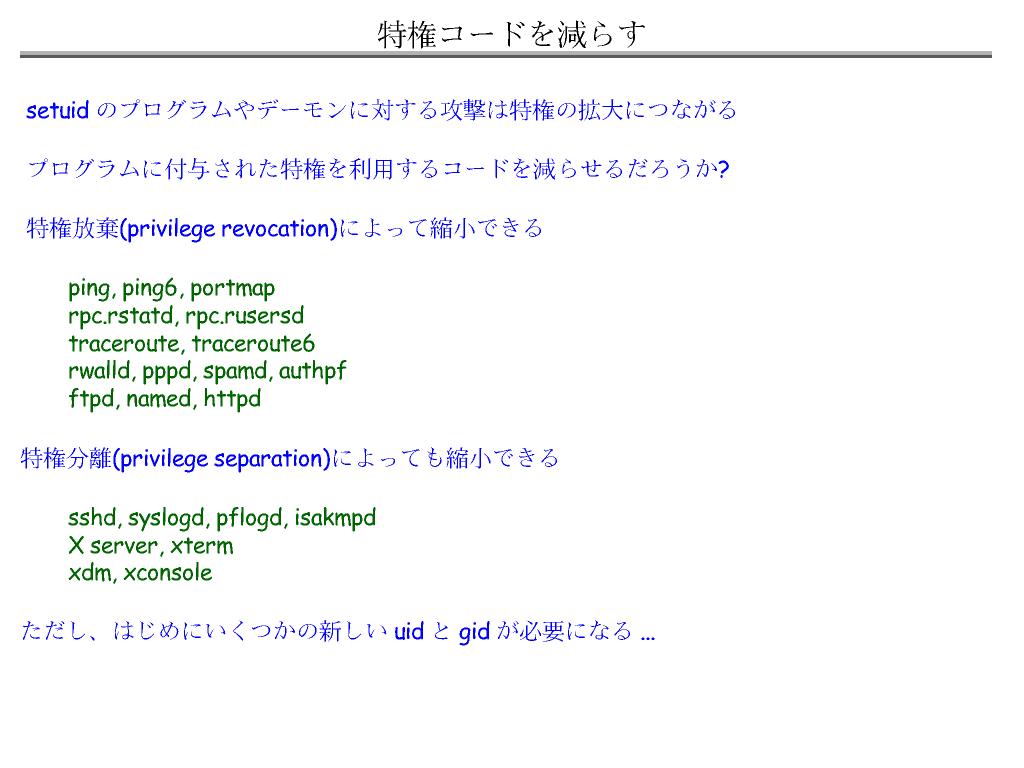 特権コードを減らす
setuid のプログラムやデーモンに対する攻撃は特権の拡大につながる
プログラムに付与された特権を利用するコードを減らせるだろうか?
特権放棄(privilege revocation)によって縮小できる
ping, ping6, portmap
rpc.rstatd, rpc.rusersd
traceroute, traceroute6
rwalld, pppd, spamd, authpf
ftpd, named, httpd
特権分離(privilege separation)によっても縮小できる
sshd, syslogd, pflogd, isakmpd
X server, xterm
xdm, xconsole
ただし、はじめにいくつかの新しい uid と gid が必要になる ...